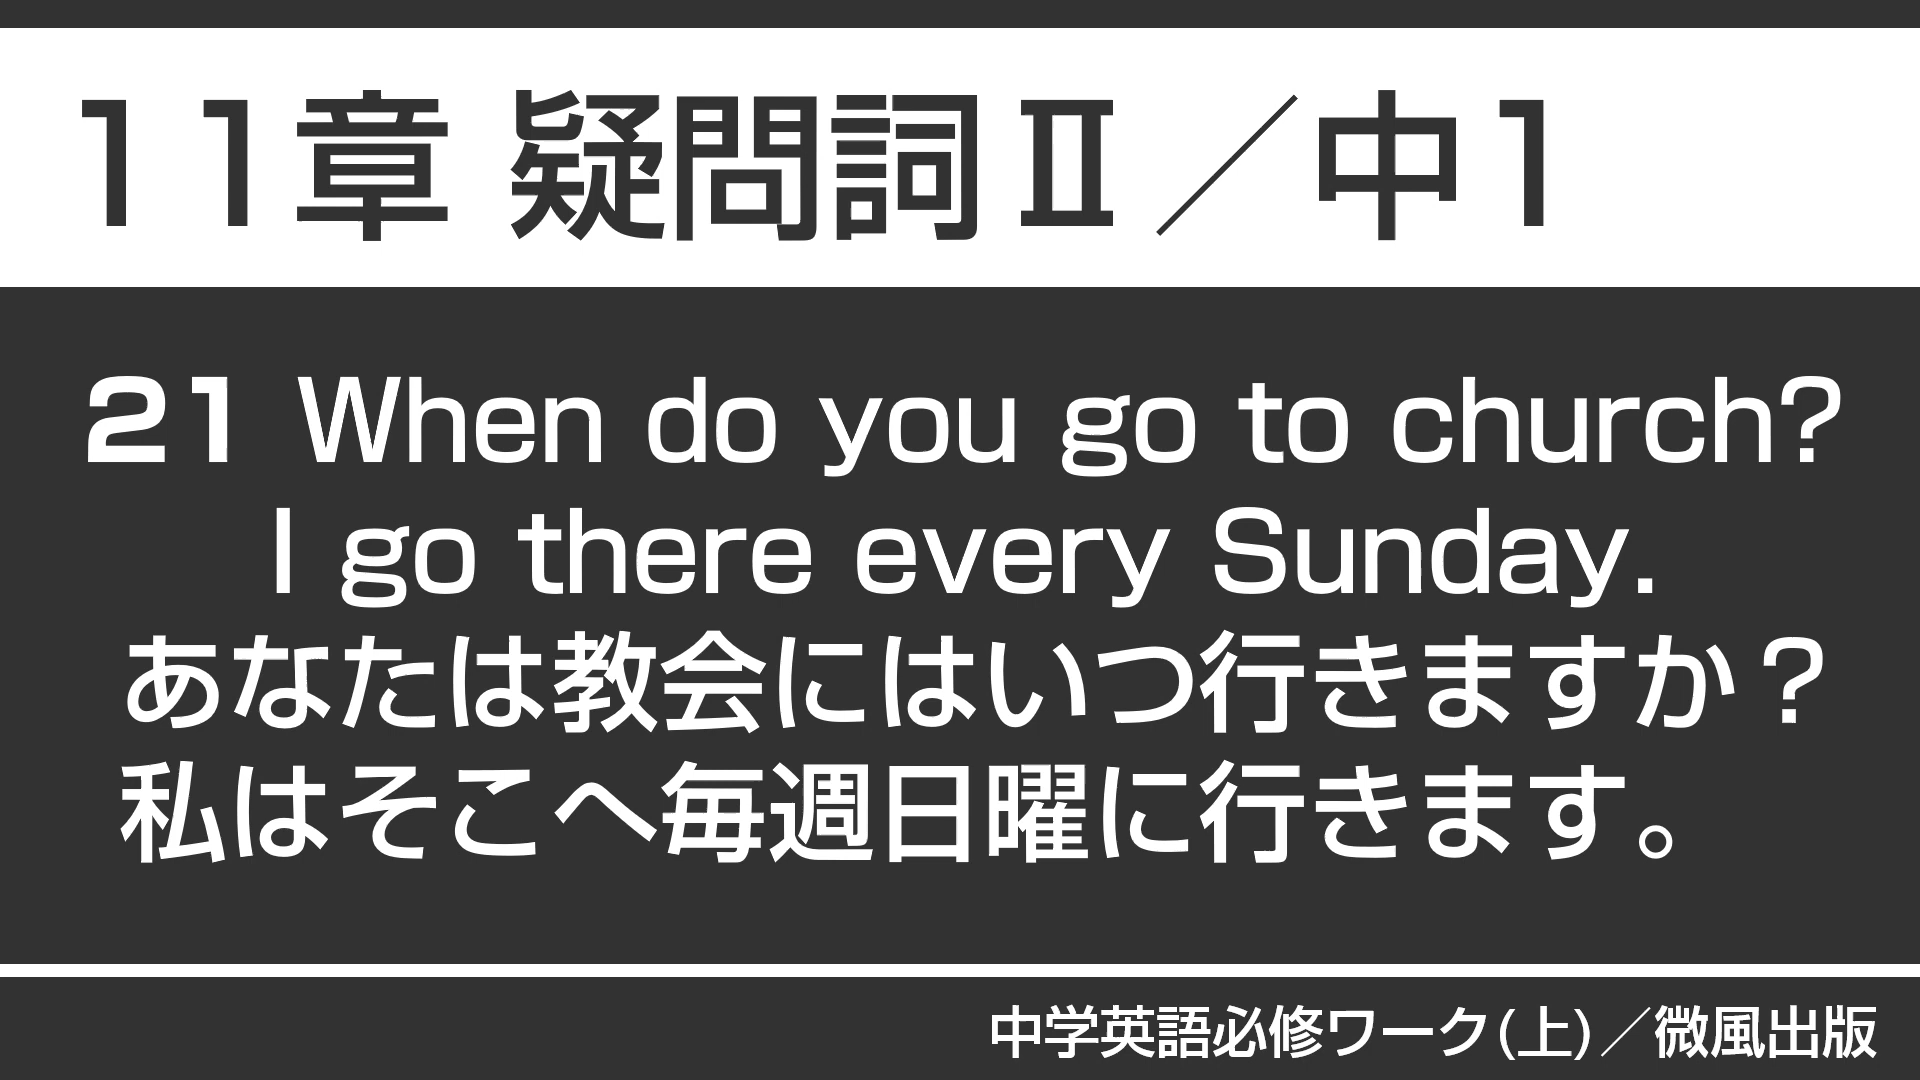 11章 疑問詞Ⅱ／中1
21 When do you go to church?
I go there every Sunday.
あなたは教会にはいつ行きますか？
私はそこへ毎週日曜に行きます。
中学英語必修ワーク(上)／微風出版